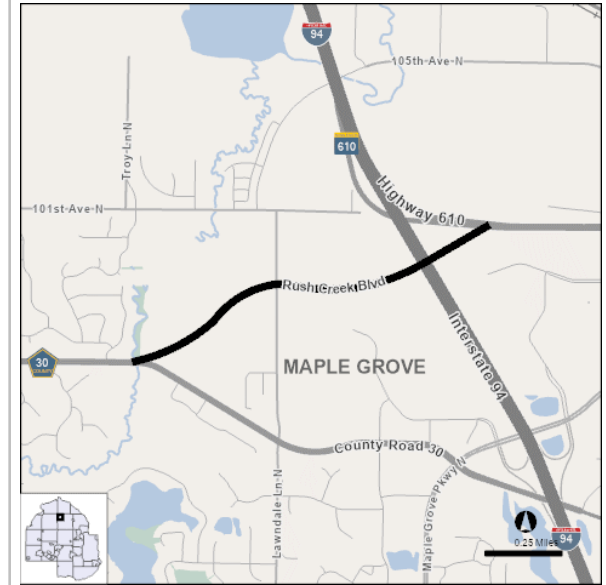 94
105th Ave N
Troy Ln N
610
Highway 610
101st Ave N
Rush Creek Blvd
30
COUNTY
MAPLE GROVE
Interstate 94
County Road 30
Lawndale Ln N
Maple Grove Pkwy N
0.25 Miles
94